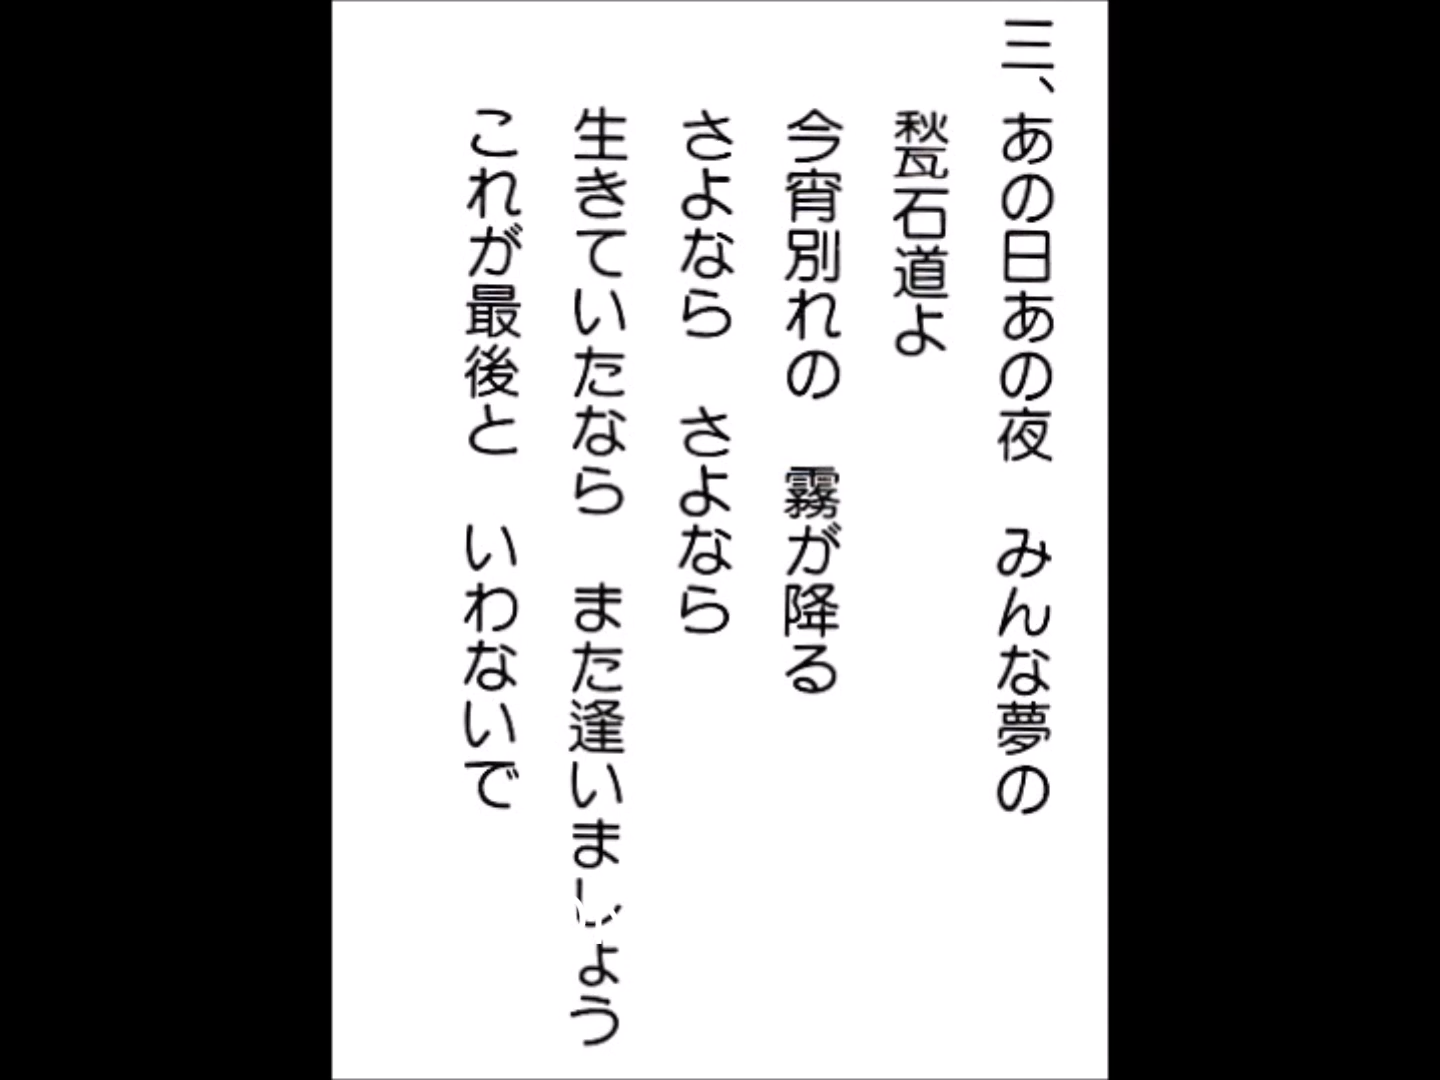 三、あの日あの夜　みんな夢の
甃石道よ
今宵別れの　霧が降る
さよなら　さよなら
生きていたなら　また逢いましょう
これが最後と　いわないで